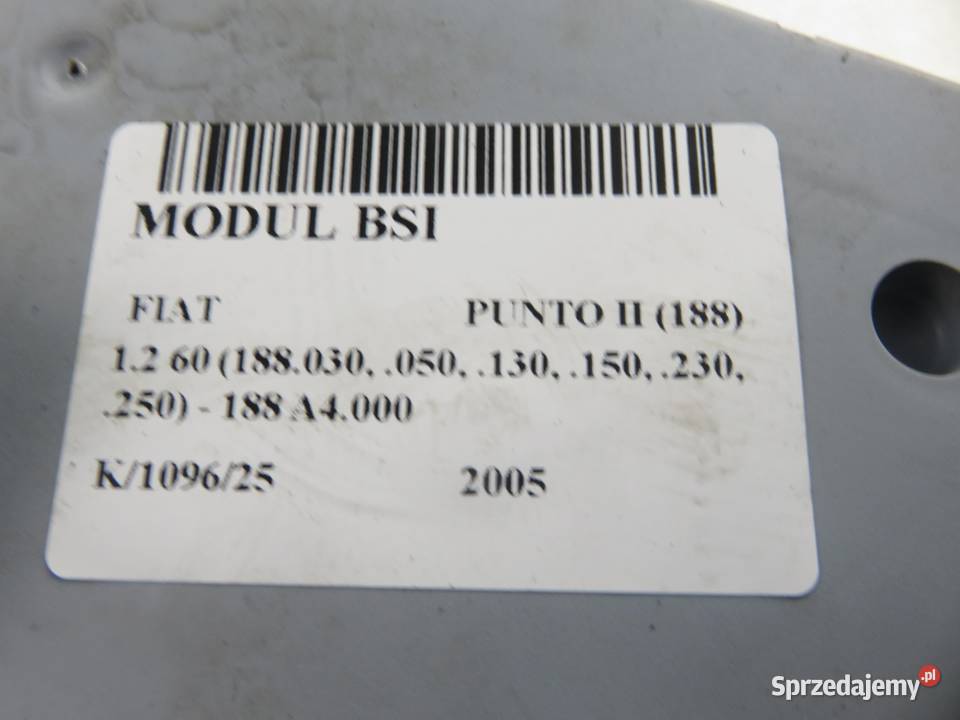 MODUL BSI
FIAT PUNTO II (188)
1.2 60 (188.030, .050, .130, .150, .230,
.250) - 188 A4.000
K/1096/25 2005
Sprzedajemy.pl